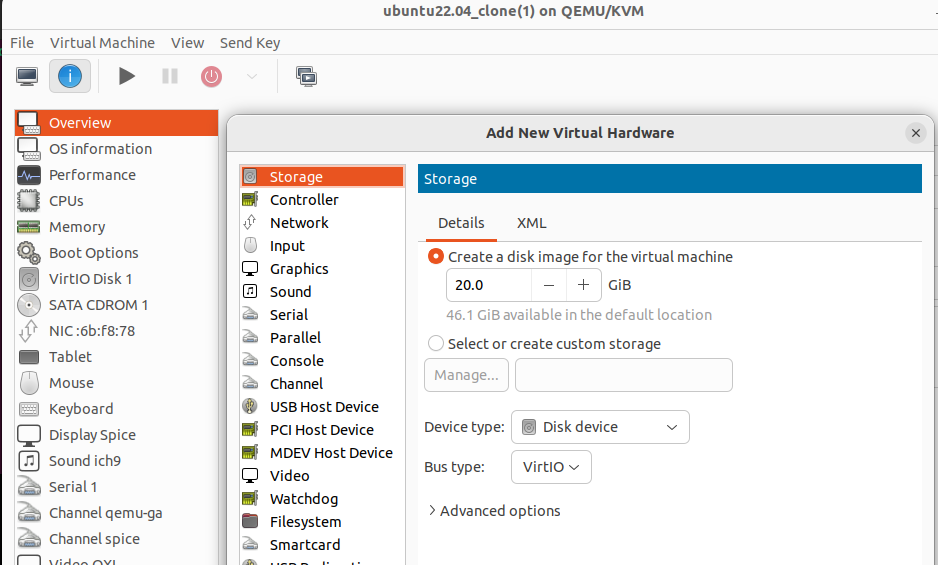 ubuntu22.04_clone(1) on QEMU/KVM
File Virtual Machine View Send Key
Overview
OS information
Performance
CPUs
Memory
Boot Options
VirtIO Disk 1
SATA CDROM 1
NIC :6b:f8:78
Tablet
Mouse
Keyboard
Display Spice
Sound ich9
Serial 1
Channel qemu-ga
Channel spice
Video QXL
Add New Virtual Hardware
Storage
Controller
Network
Input
Graphics
Sound
Serial
Parallel
Console
Channel
USB Host Device
PCI Host Device
MDEV Host Device
Video
Watchdog
Filesystem
Smartcard
Storage
Details XML
Create a disk image for the virtual machine
20.0 − + GiB
46.1 GiB available in the default location
Select or create custom storage
Manage...
Device type: Disk device
Bus type: VirtIO
Advanced options